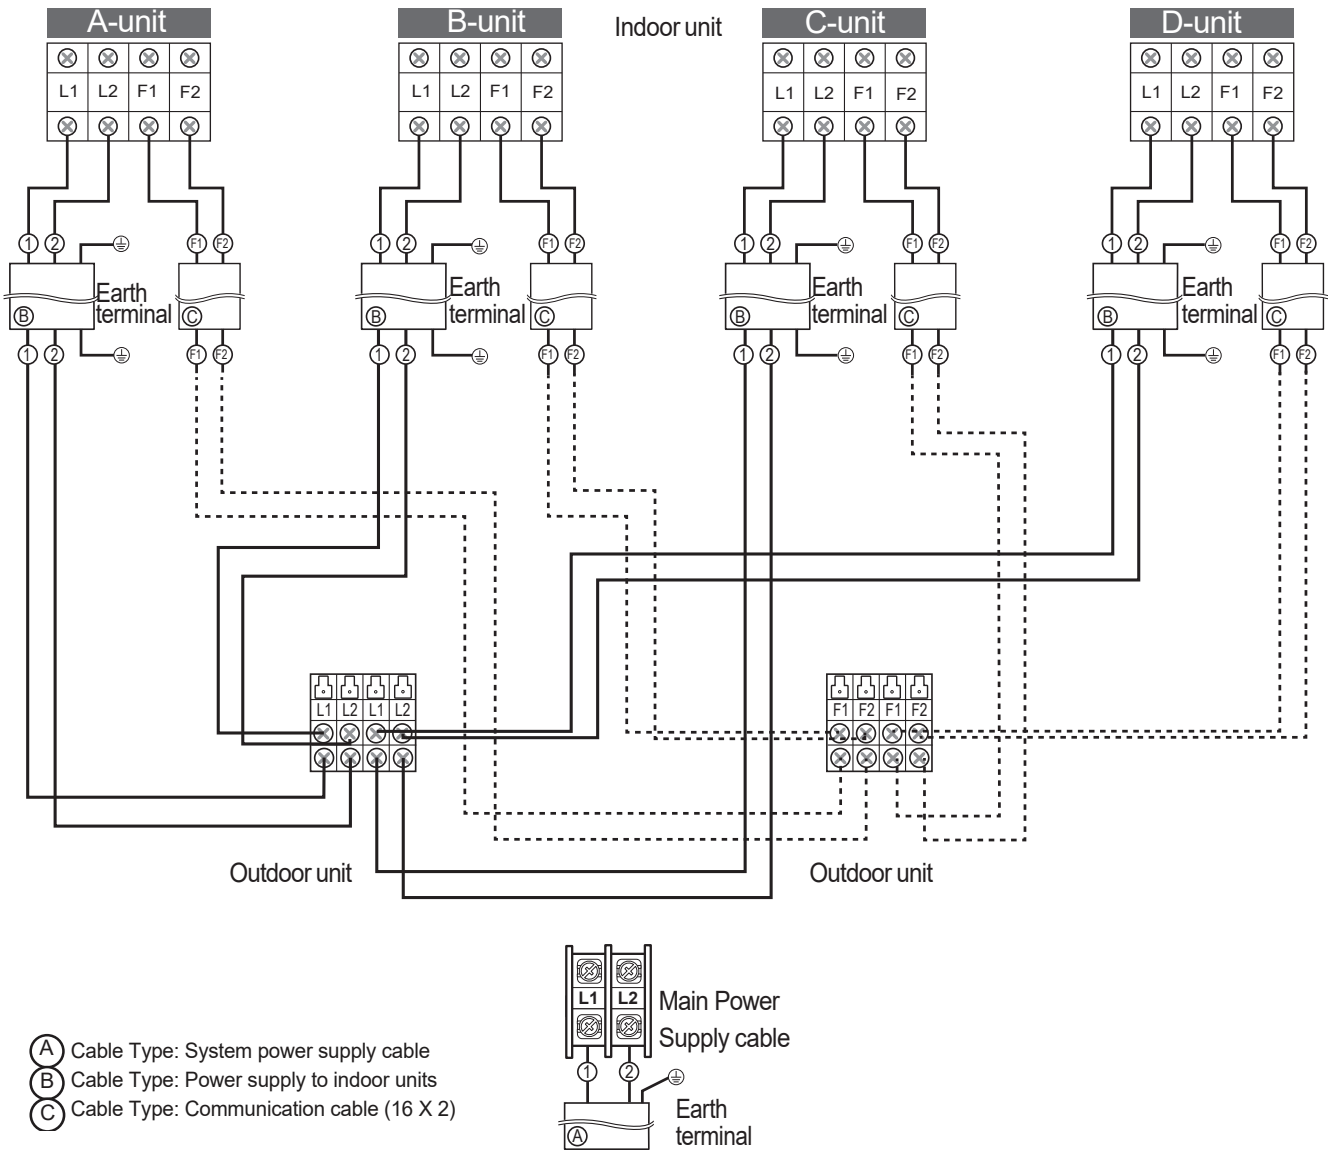 A-unit
B-unit
Indoor unit
C-unit
D-unit
L1 L2 F1 F2
L1 L2 F1 F2
L1 L2 F1 F2
L1 L2 F1 F2
1 2 F1 F2
1 2 F1 F2
1 2 F1 F2
1 2 F1 F2
Earth
terminal
B
C
Earth
terminal
B
C
Earth
terminal
B
C
Earth
terminal
B
C
1 2 F1 F2
1 2 F1 F2
1 2 F1 F2
1 2 F1 F2
L1 L2 L1 L2
F1 F2 F1 F2
Outdoor unit
Outdoor unit
L1 L2
Main Power
Supply cable
1 2
Earth
terminal
A
A Cable Type: System power supply cable
B Cable Type: Power supply to indoor units
C Cable Type: Communication cable (16 X 2)